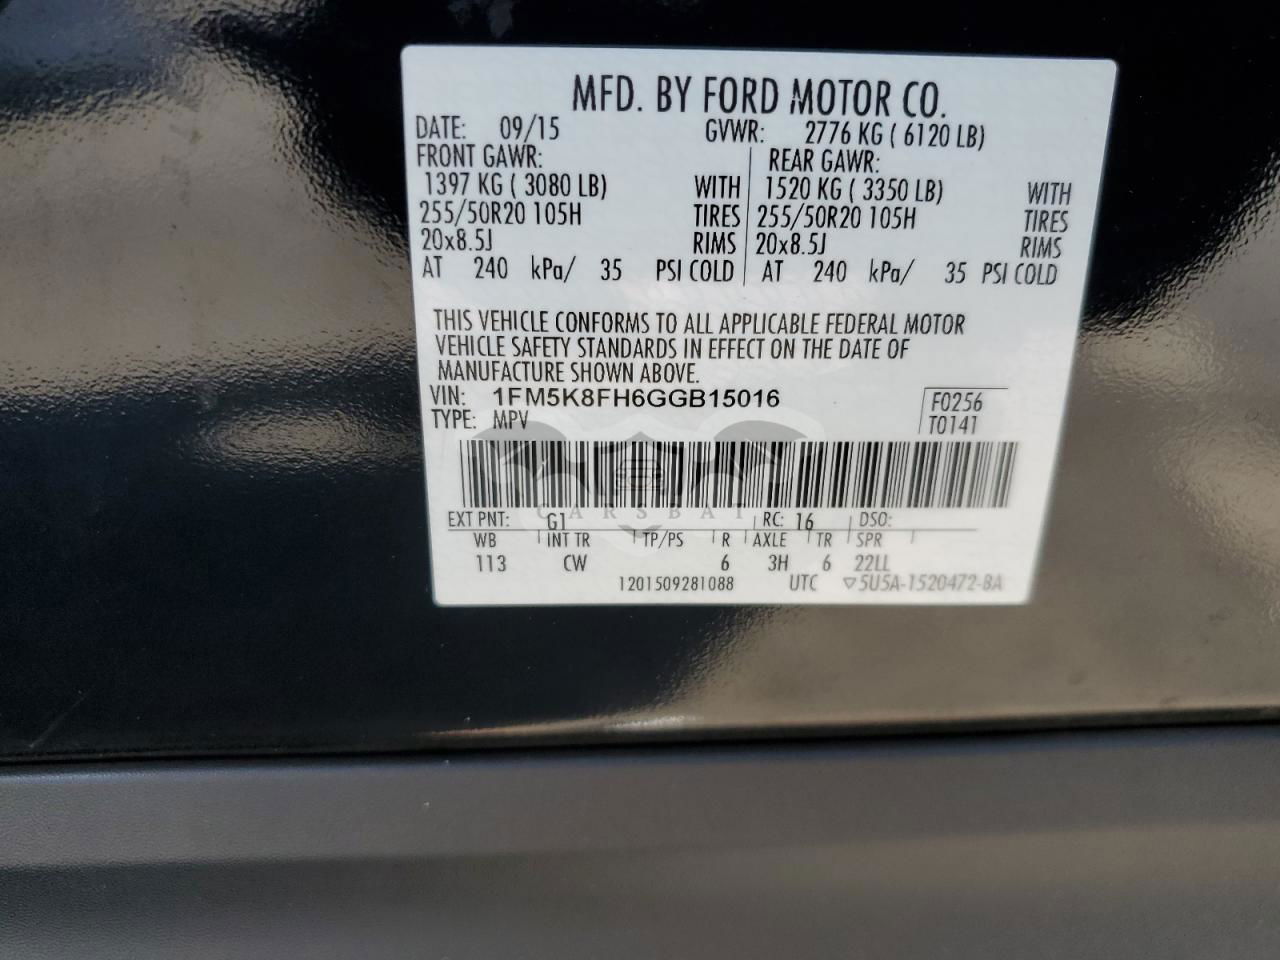 MFD. BY FORD MOTOR CO.
DATE: 09/15 GVWR: 2776 KG ( 6120 LB)
FRONT GAWR: REAR GAWR:
1397 KG ( 3080 LB) WITH 1520 KG ( 3350 LB) WITH
255/50R20 105H TIRES 255/50R20 105H TIRES
20x8.5J RIMS 20x8.5J RIMS
AT 240 kPa/ 35 PSI COLD AT 240 kPa/ 35 PSI COLD
THIS VEHICLE CONFORMS TO ALL APPLICABLE FEDERAL MOTOR
VEHICLE SAFETY STANDARDS IN EFFECT ON THE DATE OF
MANUFACTURE SHOWN ABOVE.
VIN: 1FM5K8FH6GGB15016 F0256
TYPE: MPV T0141
CARSBAT
EXT PNT: G1 RC: 16 DSO:
WB INT TR TP/PS R AXLE TR SPR
113 CW 6 3H 6 22LL
1201509281088 UTC ▽5U5A-1520472-BA